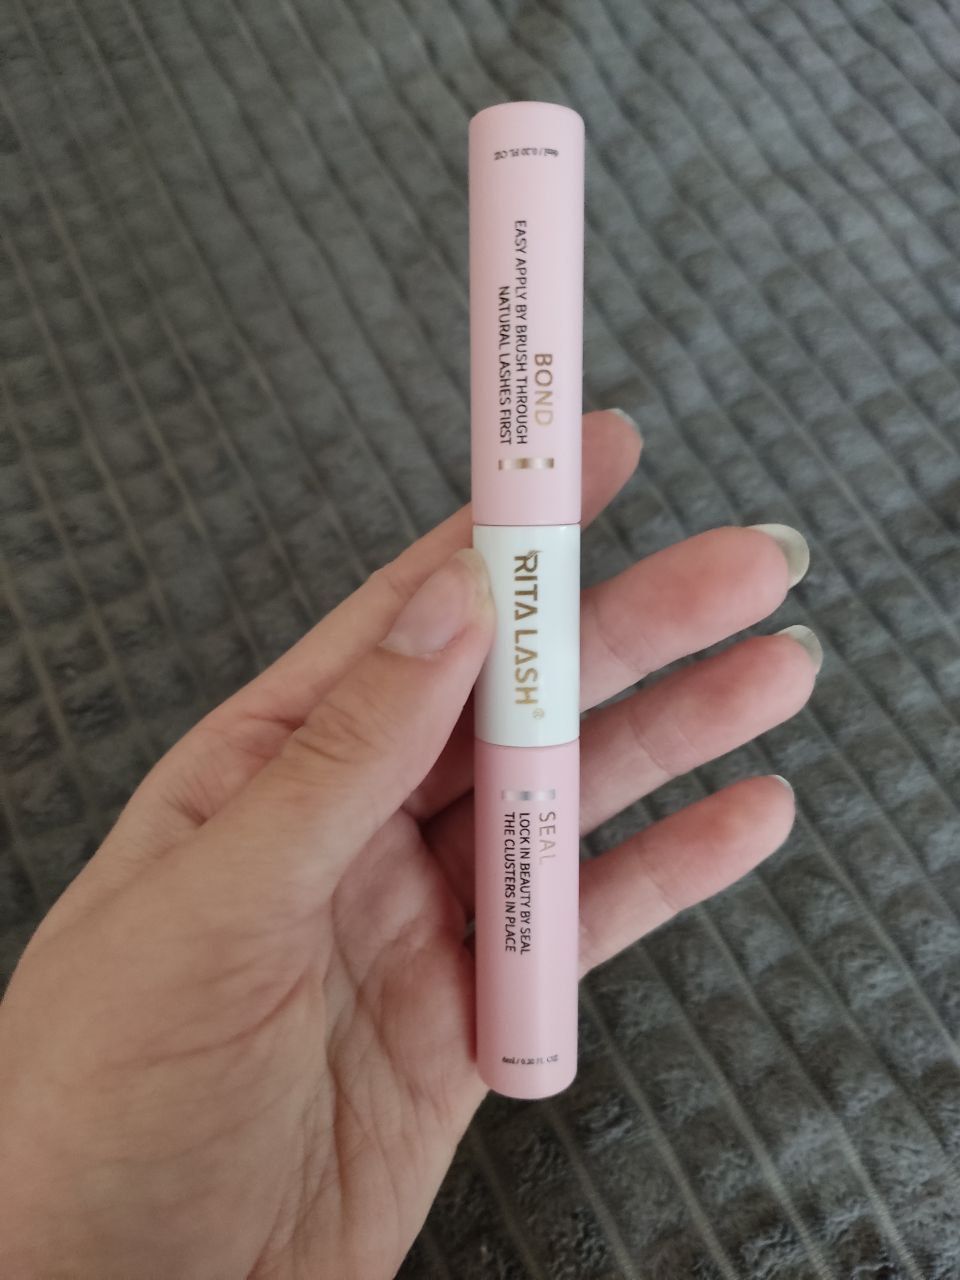 6ml / 0.20 FL OZ
BOND
EASY APPLY BY BRUSH THROUGH
NATURAL LASHES FIRST
RITA LASH®
SEAL
LOCK IN BEAUTY BY SEAL
THE CLUSTERS IN PLACE
6ml / 0.20 FL OZ